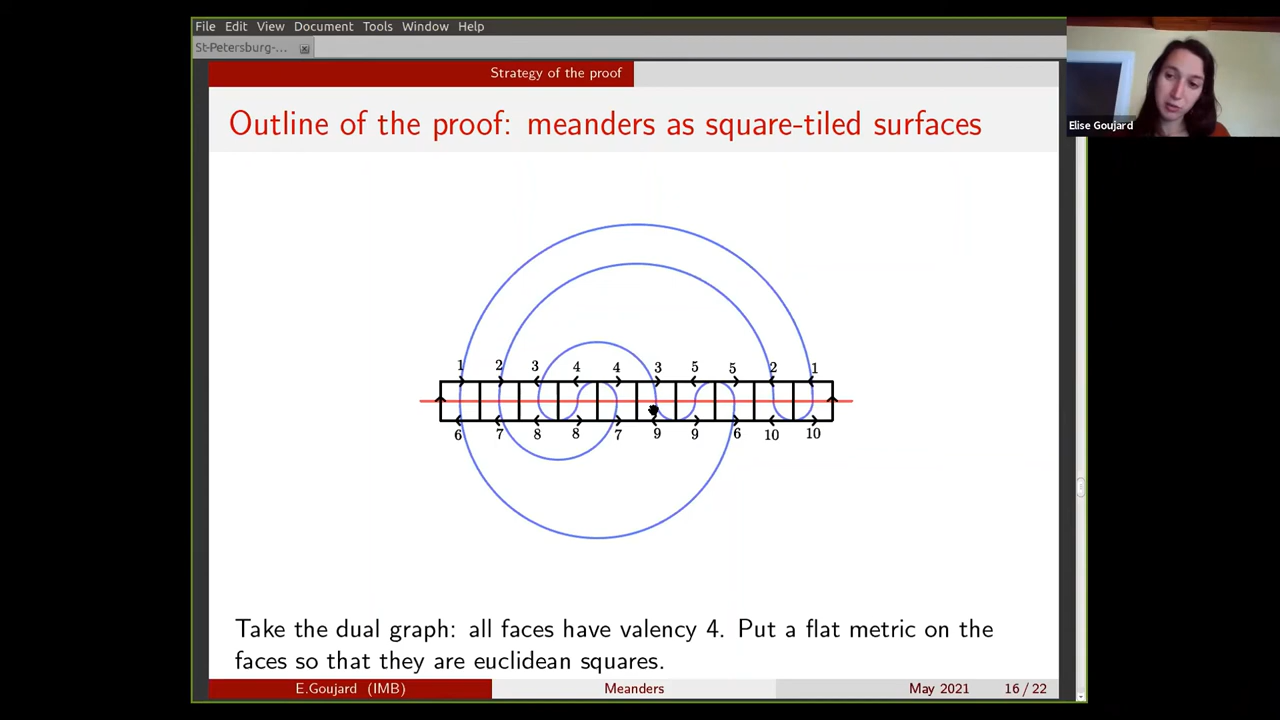 File Edit View Document Tools Window Help
St-Petersburg-...
Strategy of the proof
Outline of the proof: meanders as square-tiled surfaces
Elise Goujard
1 2 3 4 4 3 5 5 2 1
6 7 8 8 7 9 9 6 10 10
Take the dual graph: all faces have valency 4. Put a flat metric on the
faces so that they are euclidean squares.
E.Goujard (IMB) Meanders May 2021 16 / 22